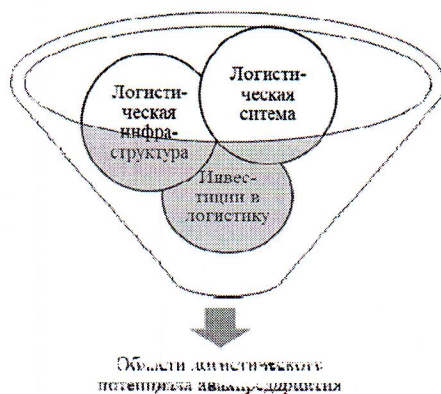 Логисти-
ческая
инфра-
структура
Логисти-
ческая
ситема
Инвес-
тиции в
логистику
Области логистического
потенциала авиапредприятия